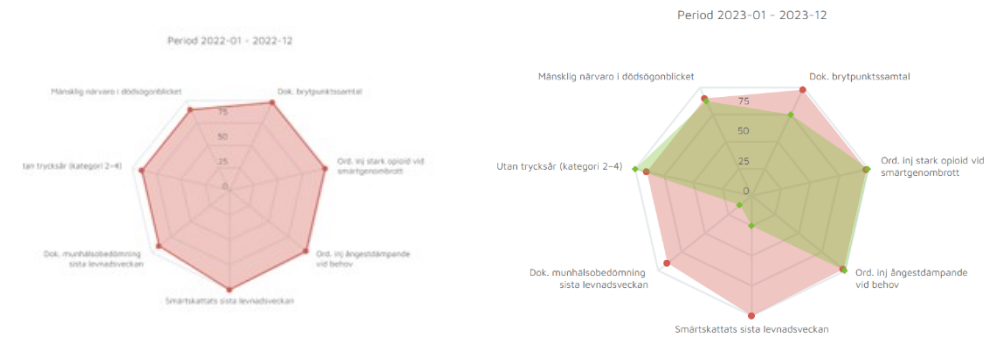 Period 2022-01 - 2022-12
Mänsklig närvaro i dödsögonblicket
Dok. brytpunktssamtal
75
50
25
0
Utan trycksår (kategori 2-4)
Ord. inj stark opioid vid
smärtgenombrott
Dok. munhälsobedömning
sista levnadsveckan
Ord. inj ångestdämpande
vid behov
Smärtskattats sista levnadsveckan
Period 2023-01 - 2023-12
Mänsklig närvaro i dödsögonblicket
Dok. brytpunktssamtal
75
50
25
0
Utan trycksår (kategori 2-4)
Ord. inj stark opioid vid
smärtgenombrott
Dok. munhälsobedömning
sista levnadsveckan
Ord. inj ångestdämpande
vid behov
Smärtskattats sista levnadsveckan